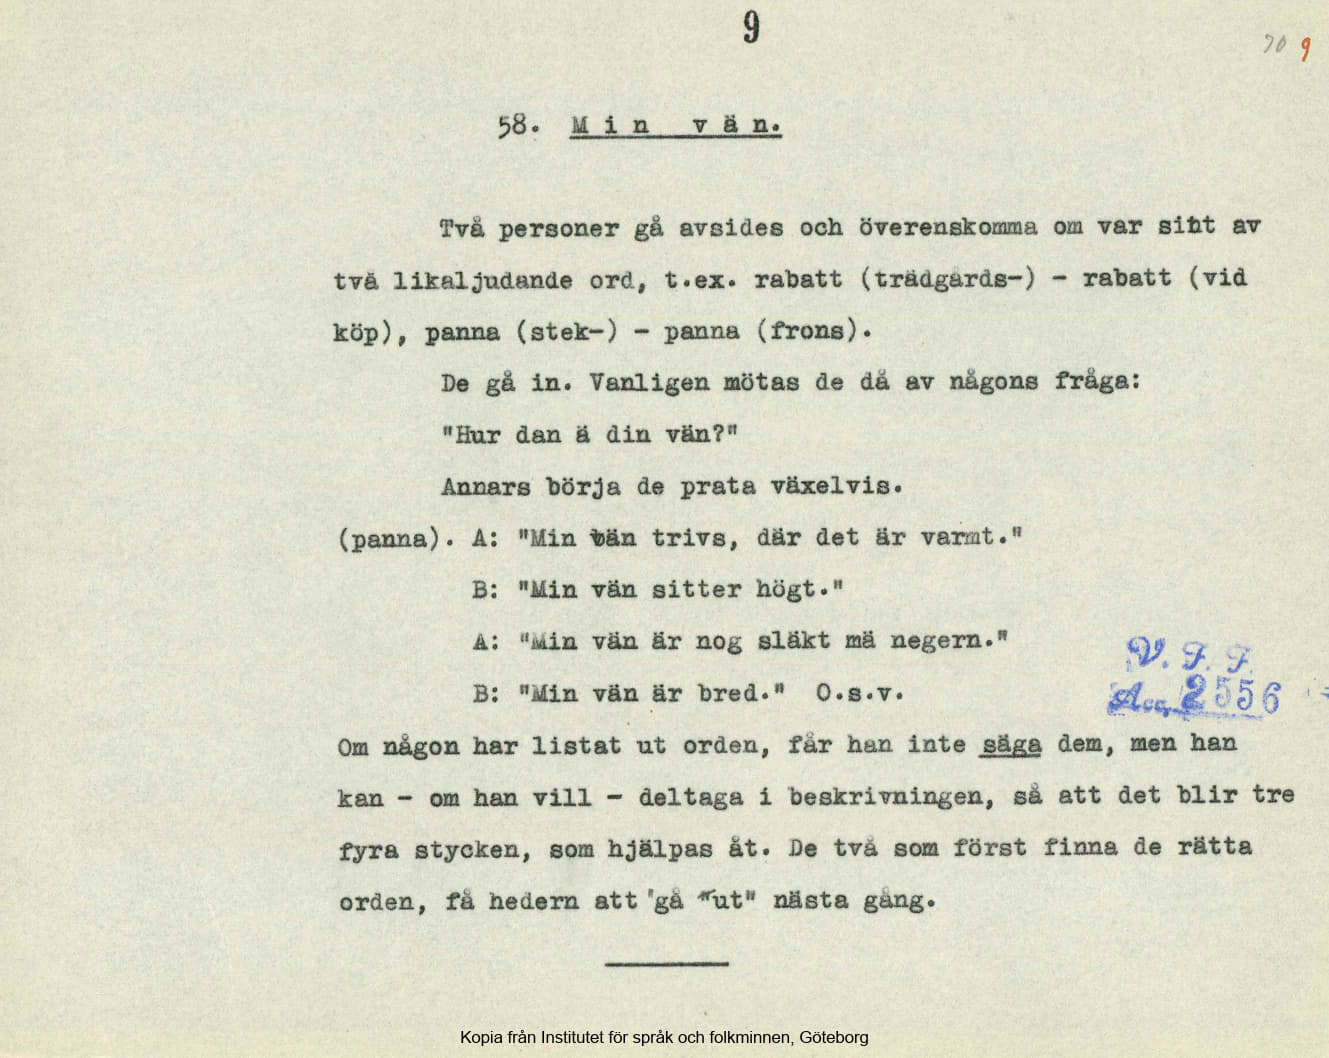 9
70 9
58. Min vän.
Två personer gå avsides och överenskomma om var sitt av
två likaljudande ord, t.ex. rabatt (trädgårds-) - rabatt (vid
köp), panna (stek-) - panna (frons).
De gå in. Vanligen mötas de då av någons fråga:
"Hur dan ä din vän?"
Annars börja de prata växelvis.
(panna). A: "Min vän trivs, där det är varmt."
B: "Min vän sitter högt."
A: "Min vän är nog släkt mä negern."
B: "Min vän är bred." O.s.v.
V. F. F.
Acc. 2556
Om någon har listat ut orden, får han inte säga dem, men han
kan - om han vill - deltaga i beskrivningen, så att det blir tre
fyra stycken, som hjälpas åt. De två som först finna de rätta
orden, få hedern att "gå ut" nästa gång.
Kopia från Institutet för språk och folkminnen, Göteborg